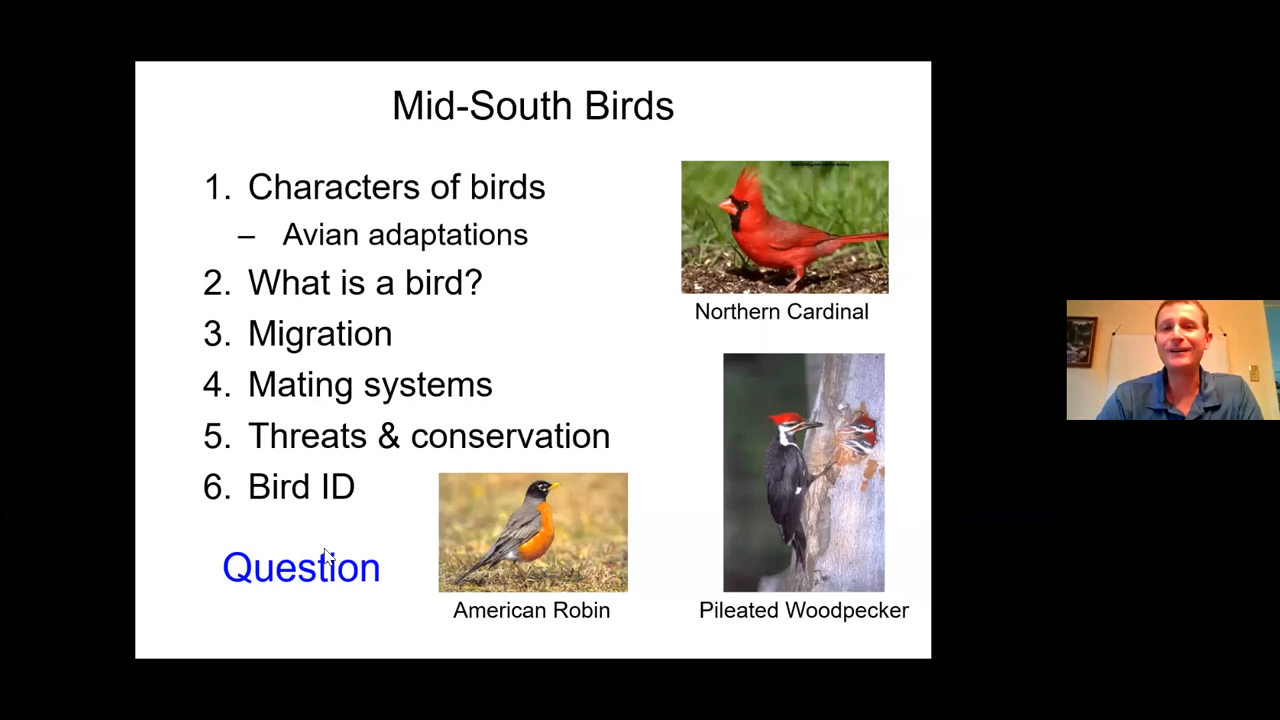 Mid-South Birds
1. Characters of birds
– Avian adaptations
2. What is a bird?
3. Migration
4. Mating systems
5. Threats & conservation
6. Bird ID
Question
Northern Cardinal
American Robin
Pileated Woodpecker